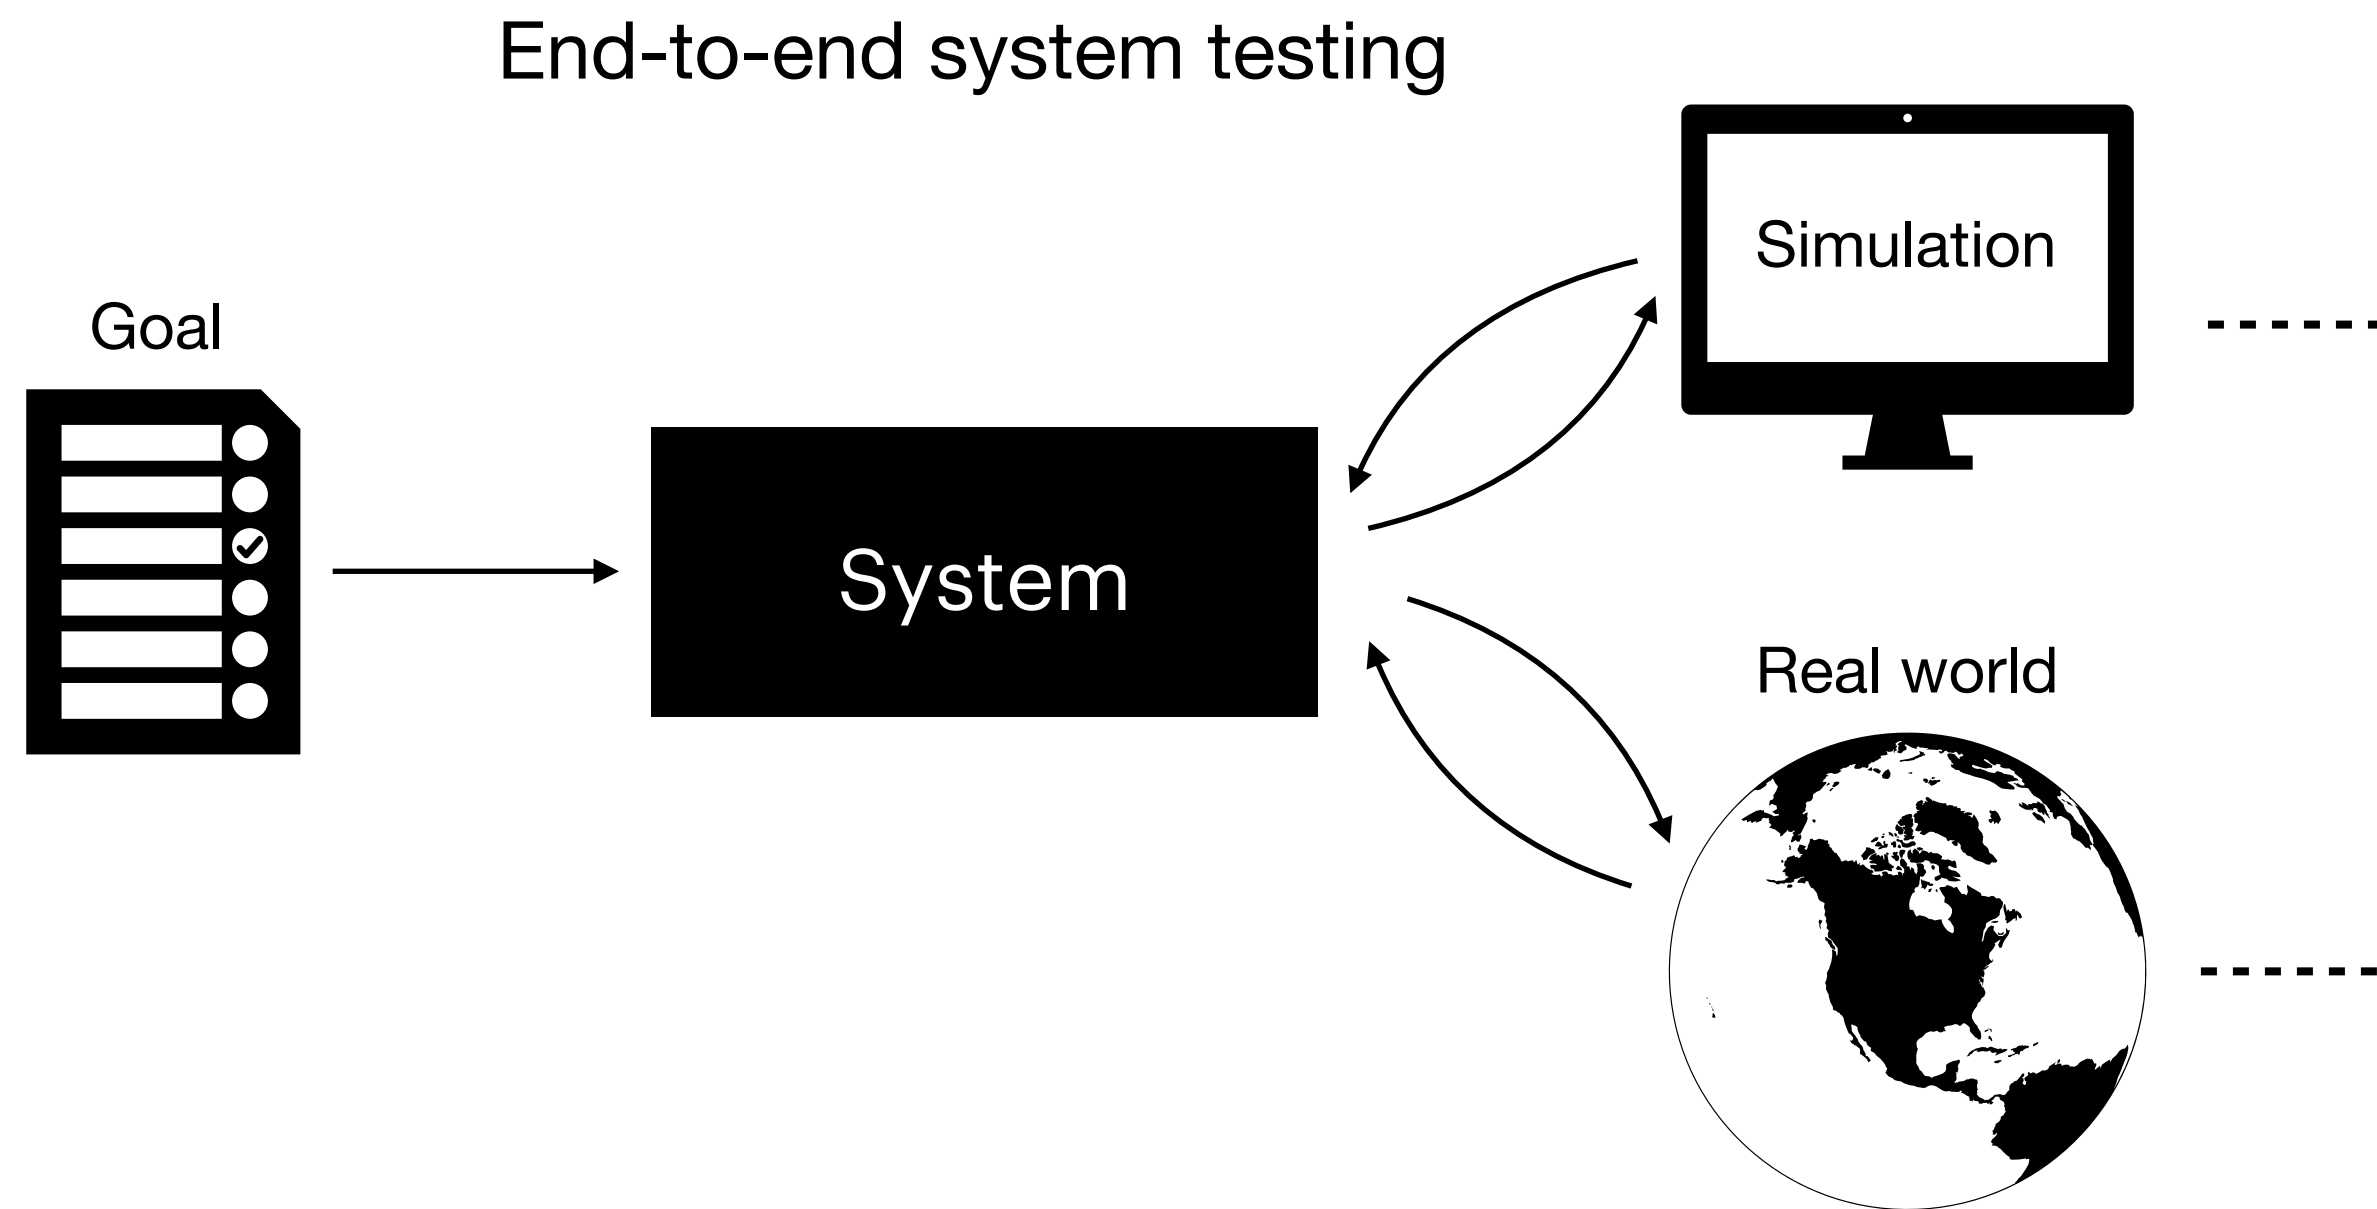 End-to-end system testing
Simulation
Goal
System
Real world